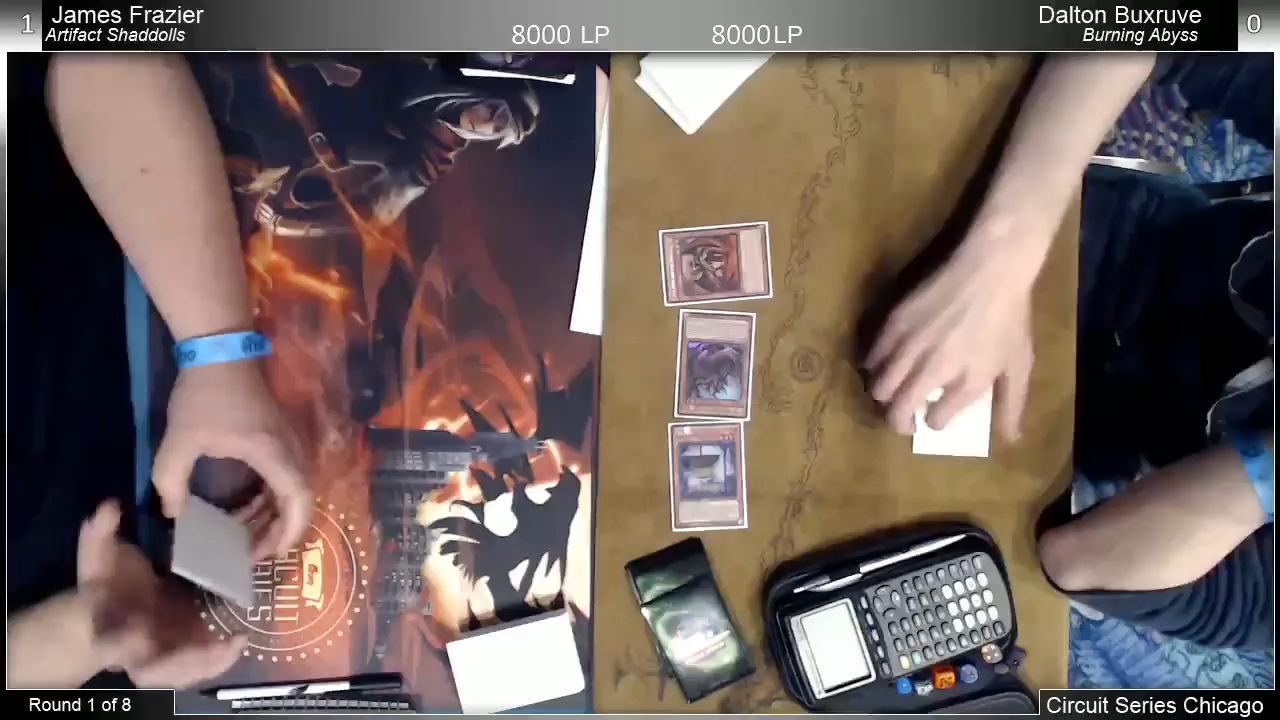 1
James Frazier
Artifact Shaddolls
8000 LP
8000LP
Dalton Buxruve
Burning Abyss
0
Round 1 of 8
Circuit Series Chicago